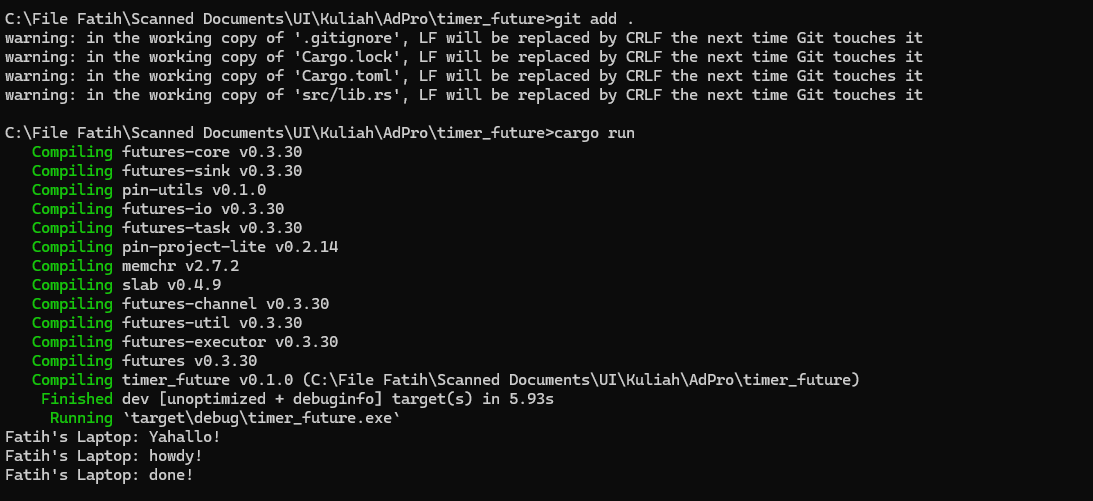 C:\File Fatih\Scanned Documents\UI\Kuliah\AdPro\timer_future>git add .
warning: in the working copy of '.gitignore', LF will be replaced by CRLF the next time Git touches it
warning: in the working copy of 'Cargo.lock', LF will be replaced by CRLF the next time Git touches it
warning: in the working copy of 'Cargo.toml', LF will be replaced by CRLF the next time Git touches it
warning: in the working copy of 'src/lib.rs', LF will be replaced by CRLF the next time Git touches it
C:\File Fatih\Scanned Documents\UI\Kuliah\AdPro\timer_future>cargo run
Compiling futures-core v0.3.30
Compiling futures-sink v0.3.30
Compiling pin-utils v0.1.0
Compiling futures-io v0.3.30
Compiling futures-task v0.3.30
Compiling pin-project-lite v0.2.14
Compiling memchr v2.7.2
Compiling slab v0.4.9
Compiling futures-channel v0.3.30
Compiling futures-util v0.3.30
Compiling futures-executor v0.3.30
Compiling futures v0.3.30
Compiling timer_future v0.1.0 (C:\File Fatih\Scanned Documents\UI\Kuliah\AdPro\timer_future)
Finished dev [unoptimized + debuginfo] target(s) in 5.93s
Running `target\debug\timer_future.exe`
Fatih's Laptop: Yahallo!
Fatih's Laptop: howdy!
Fatih's Laptop: done!